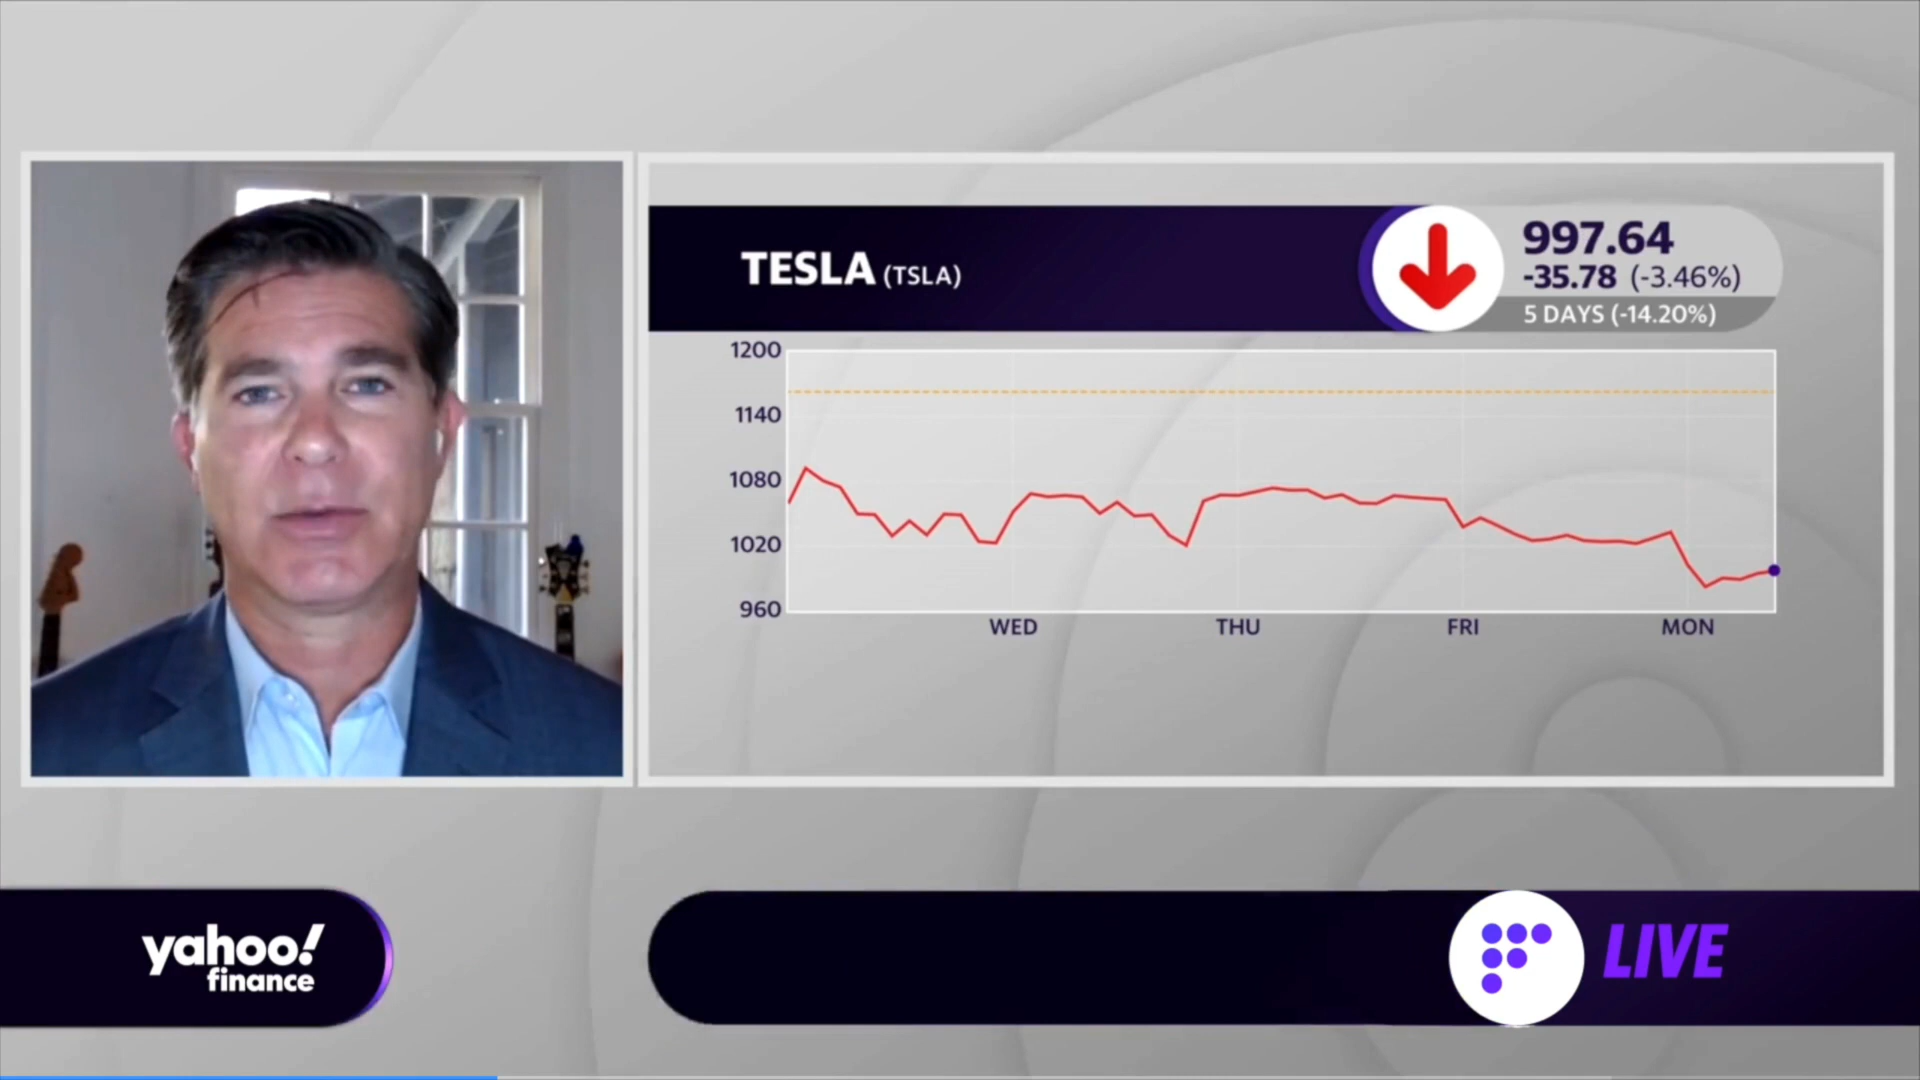 TESLA (TSLA)
997.64
-35.78 (-3.46%)
5 DAYS (-14.20%)
1200
1140
1080
1020
960
WED THU FRI MON
yahoo!
finance
LIVE